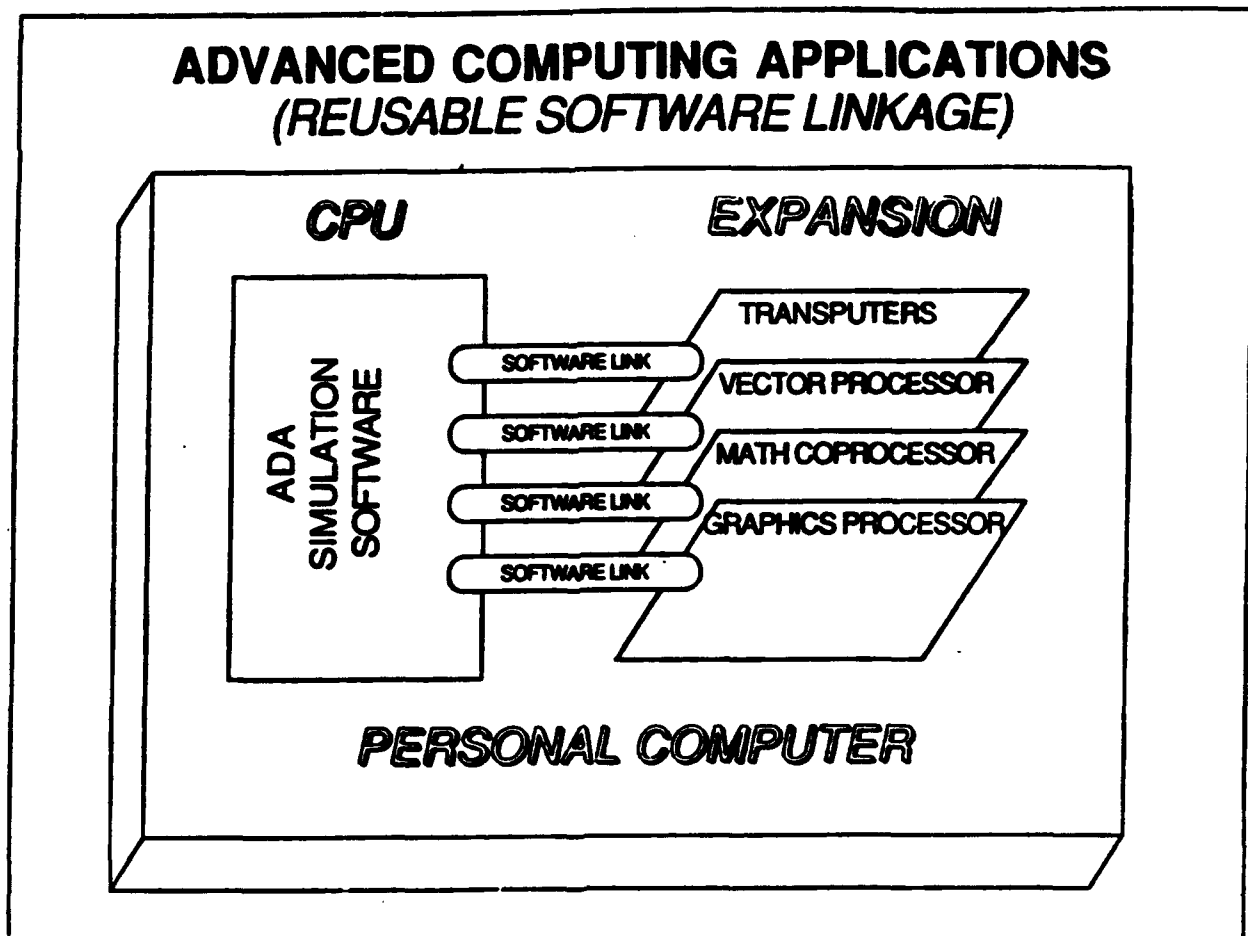 ADVANCED COMPUTING APPLICATIONS
(REUSABLE SOFTWARE LINKAGE)
CPU
EXPANSION
ADA
SIMULATION
SOFTWARE
SOFTWARE LINK
SOFTWARE LINK
SOFTWARE LINK
SOFTWARE LINK
TRANSPUTERS
VECTOR PROCESSOR
MATH COPROCESSOR
GRAPHICS PROCESSOR
PERSONAL COMPUTER